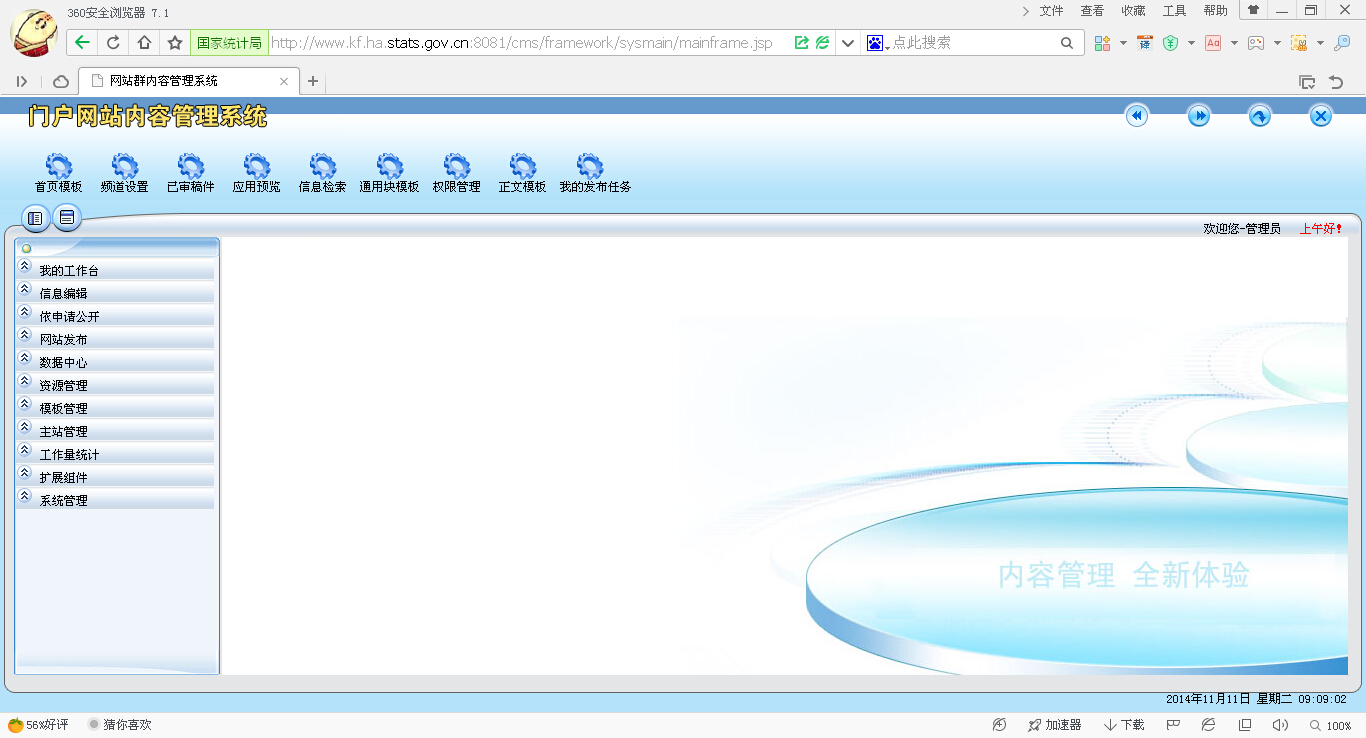 360安全浏览器 7.1
文件 查看 收藏 工具 帮助
国家统计局 http://www.kf.ha.stats.gov.cn:8081/cms/framework/sysmain/mainframe.jsp 点此搜索
网站群内容管理系统
门户网站内容管理系统
首页模板 频道设置 已审稿件 应用预览 信息检索 通用块模板 权限管理 正文模板 我的发布任务
欢迎您-管理员 上午好!
我的工作台
信息编辑
依申请公开
网站发布
数据中心
资源管理
模板管理
主站管理
工作量统计
扩展组件
系统管理
内容管理 全新体验
2014年11月11日 星期二 09:09:02
56%好评 猜你喜欢 加速器 下载 100%